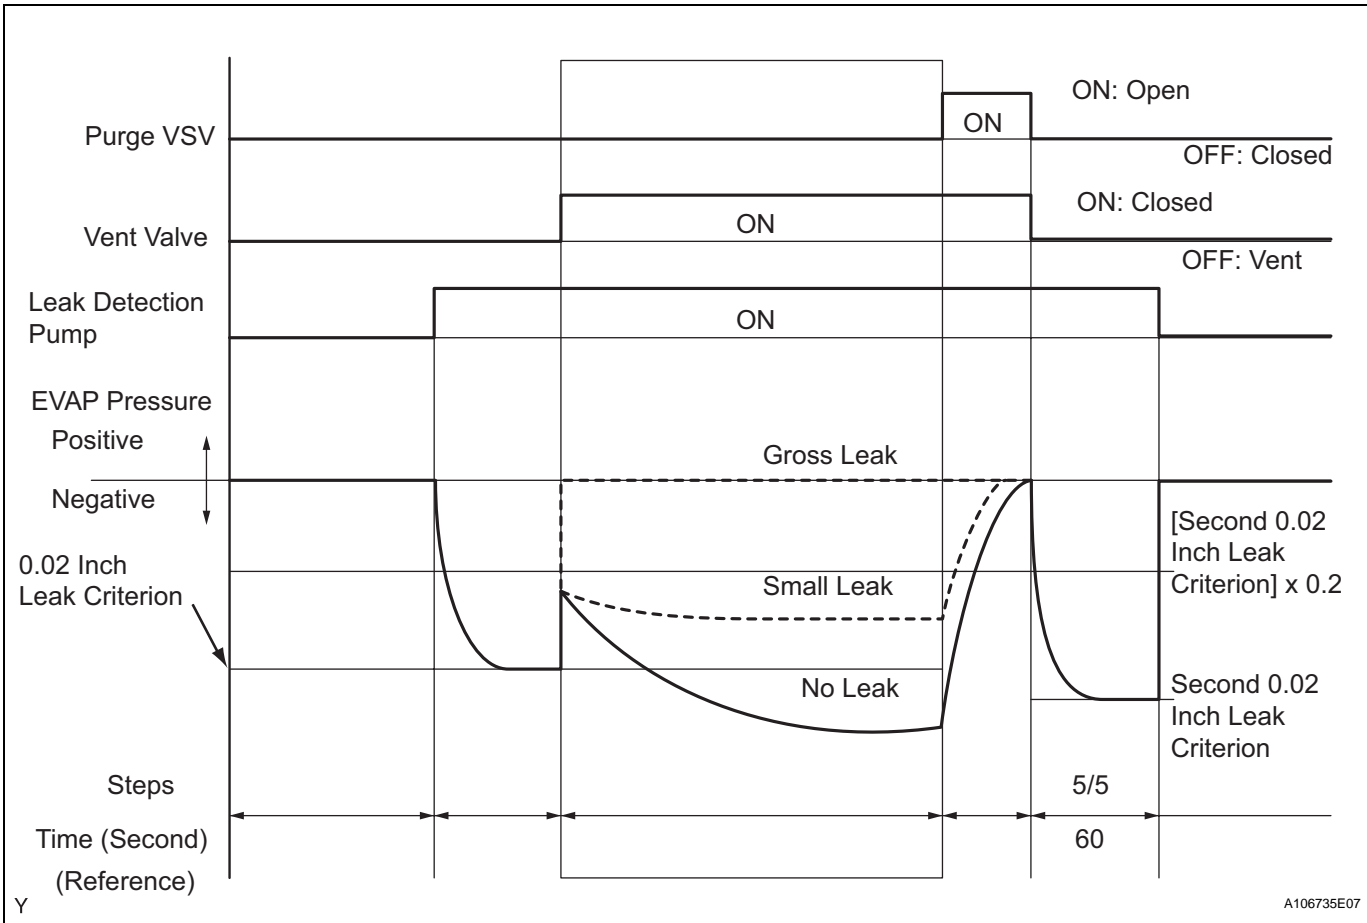 ON: Open
Purge VSV
ON
OFF: Closed
ON: Closed
Vent Valve
ON
OFF: Vent
Leak Detection
Pump
ON
EVAP Pressure
Positive
Gross Leak
Negative
[Second 0.02
Inch Leak
Criterion] x 0.2
0.02 Inch
Leak Criterion
Small Leak
No Leak
Second 0.02
Inch Leak
Criterion
Steps
5/5
Time (Second)
60
(Reference)
Y
A106735E07